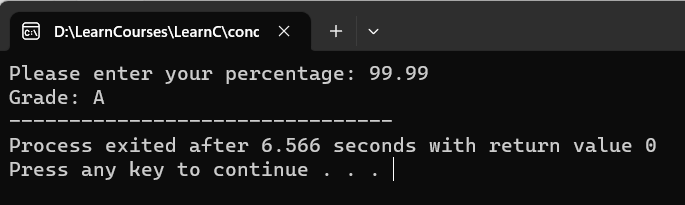 D:\LearnCourses\LearnC\conc
Please enter your percentage: 99.99
Grade: A
--------------------------------
Process exited after 6.566 seconds with return value 0
Press any key to continue . . .